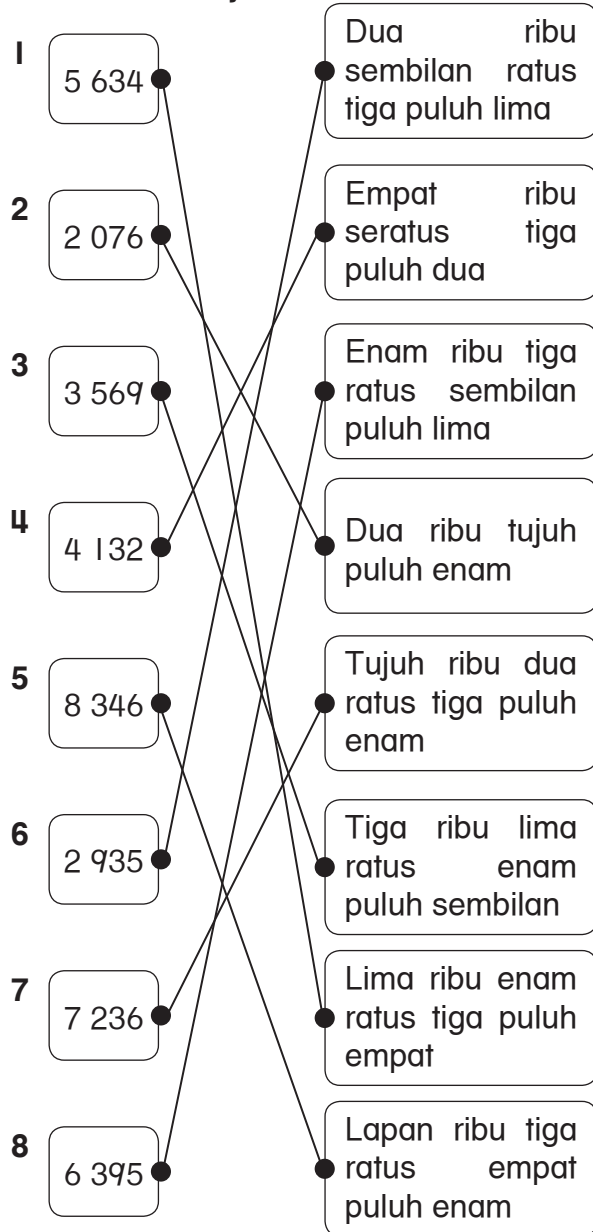 1
5 634
2
2 076
3
3 569
4
4 132
5
8 346
6
2 935
7
7 236
8
6 395
Dua ribu
sembilan ratus
tiga puluh lima
Empat ribu
seratus tiga
puluh dua
Enam ribu tiga
ratus sembilan
puluh lima
Dua ribu tujuh
puluh enam
Tujuh ribu dua
ratus tiga puluh
enam
Tiga ribu lima
ratus enam
puluh sembilan
Lima ribu enam
ratus tiga puluh
empat
Lapan ribu tiga
ratus empat
puluh enam